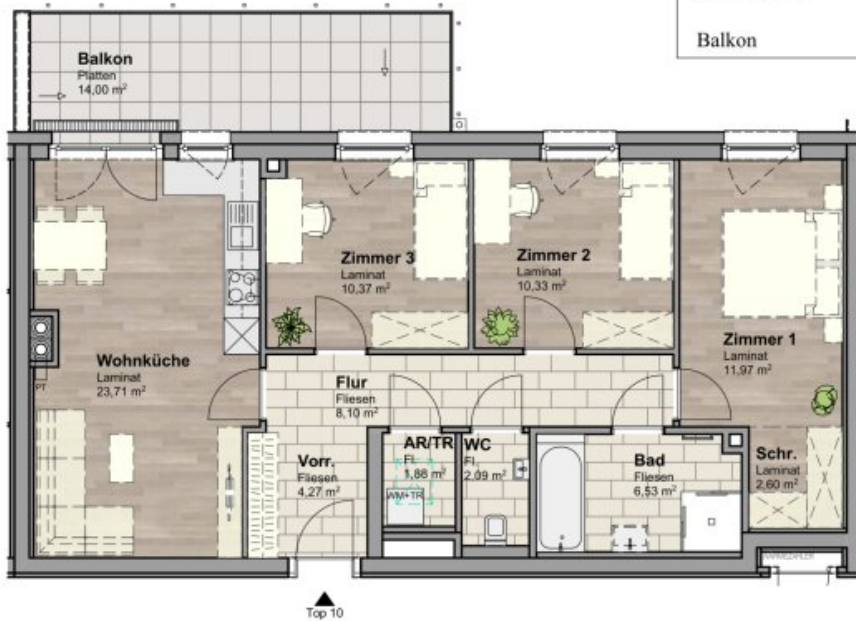 Balkon
Balkon
Platten
14,00 m²
Zimmer 3
Laminat
10,37 m²
Zimmer 2
Laminat
10,33 m²
Zimmer 1
Laminat
11,97 m²
Wohnküche
Laminat
23,71 m²
PT
Flur
Fliesen
8,10 m²
Vorr.
Fliesen
4,27 m²
AR/TR
Fl.
1,88 m²
WM+TR
WC
Fl.
2,09 m²
Bad
Fliesen
6,53 m²
Schr.
Laminat
2,60 m²
Top 10